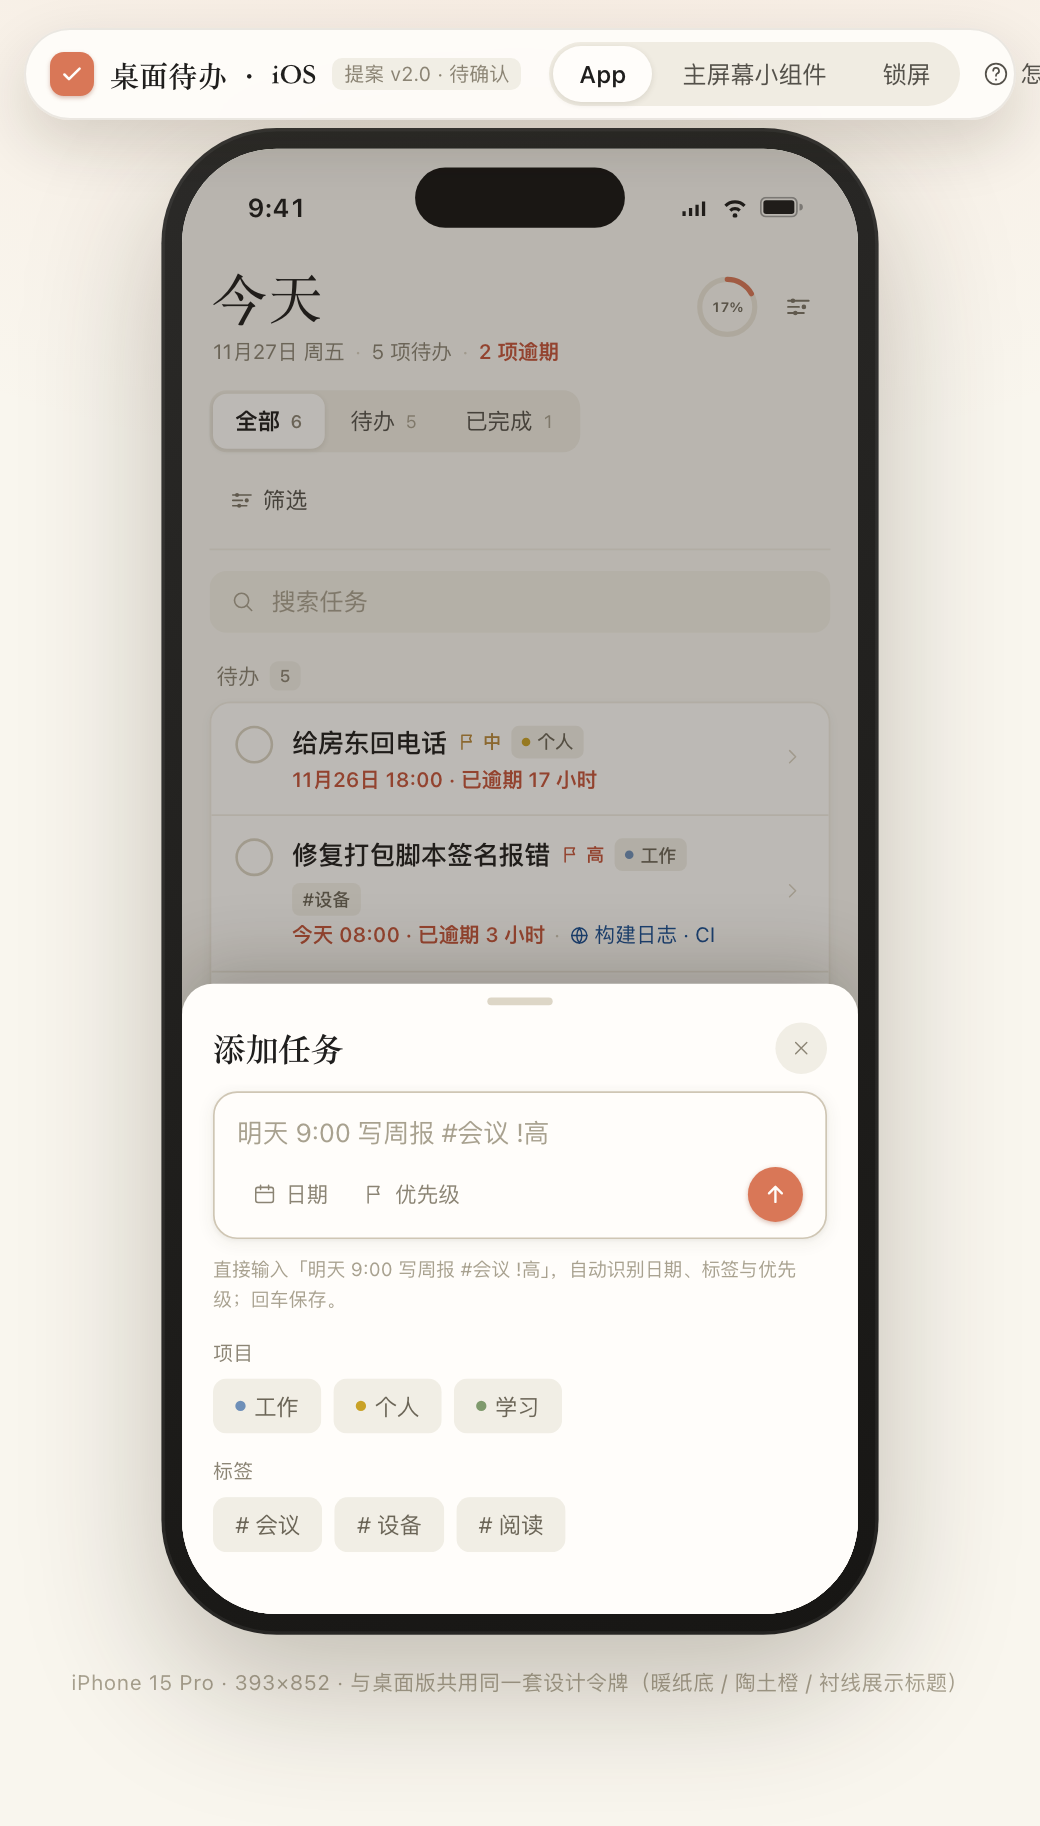 桌面待办 · iOS 提案 v2.0 · 待确认 App 主屏幕小组件 锁屏 怎
9:41
今天
17%
11月27日 周五 · 5 项待办 · 2 项逾期
全部 6 待办 5 已完成 1
筛选
搜索任务
待办 5
给房东回电话 中 个人
11月26日 18:00 · 已逾期 17 小时
修复打包脚本签名报错 高 工作
#设备
今天 08:00 · 已逾期 3 小时 · 构建日志 · CI
添加任务
明天 9:00 写周报 #会议 !高
日期 优先级
直接输入「明天 9:00 写周报 #会议 !高」，自动识别日期、标签与优先
级；回车保存。
项目
工作 个人 学习
标签
# 会议 # 设备 # 阅读
iPhone 15 Pro · 393×852 · 与桌面版共用同一套设计令牌（暖纸底 / 陶土橙 / 衬线展示标题）